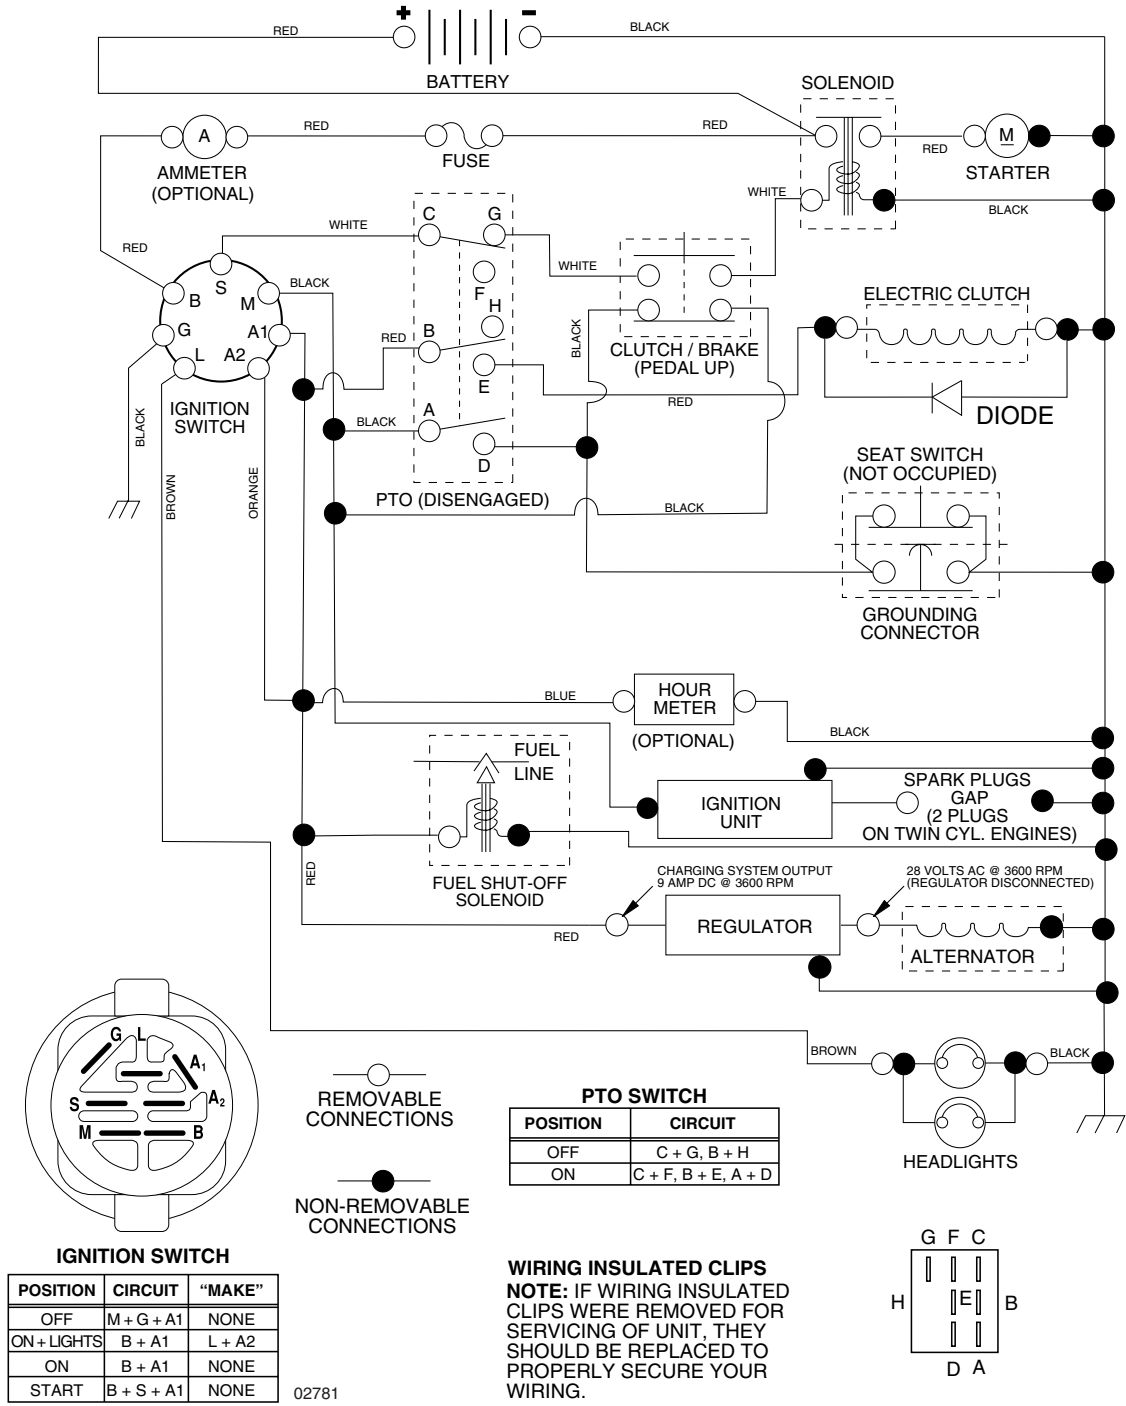 + −
RED
BLACK
BATTERY
SOLENOID
A
RED
RED
RED
M
AMMETER
(OPTIONAL)
FUSE
STARTER
WHITE
BLACK
C
G
WHITE
RED
WHITE
S
B
M
BLACK
F
G
A1
H
ELECTRIC CLUTCH
L
A2
RED
B
BLACK
CLUTCH / BRAKE
(PEDAL UP)
E
RED
IGNITION
SWITCH
BLACK
BLACK
A
DIODE
D
SEAT SWITCH
(NOT OCCUPIED)
BROWN
ORANGE
PTO (DISENGAGED)
BLACK
GROUNDING
CONNECTOR
BLUE
HOUR
METER
(OPTIONAL)
BLACK
FUEL
LINE
IGNITION
UNIT
SPARK PLUGS
GAP
(2 PLUGS
ON TWIN CYL. ENGINES)
RED
FUEL SHUT-OFF
SOLENOID
CHARGING SYSTEM OUTPUT
9 AMP DC @ 3600 RPM
28 VOLTS AC @ 3600 RPM
(REGULATOR DISCONNECTED)
RED
REGULATOR
ALTERNATOR
G L
A1
S
A2
M
B
BROWN
BLACK
HEADLIGHTS
REMOVABLE
CONNECTIONS
NON-REMOVABLE
CONNECTIONS
PTO SWITCH
POSITION CIRCUIT
OFF C + G, B + H
ON C + F, B + E, A + D
IGNITION SWITCH
POSITION CIRCUIT “MAKE”
OFF M + G + A1 NONE
ON + LIGHTS B + A1 L + A2
ON B + A1 NONE
START B + S + A1 NONE
02781
WIRING INSULATED CLIPS
NOTE: IF WIRING INSULATED
CLIPS WERE REMOVED FOR
SERVICING OF UNIT, THEY
SHOULD BE REPLACED TO
PROPERLY SECURE YOUR
WIRING.
G F C
H E B
D A